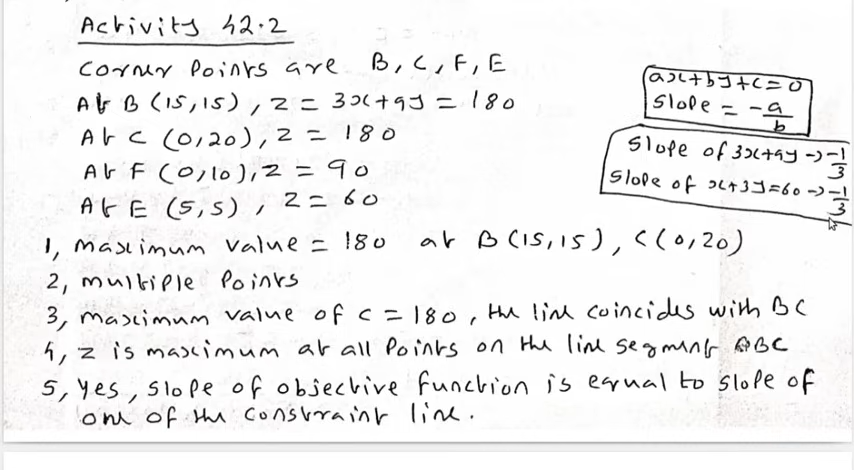 Activity 42.2
Corner Points are B, C, F, E
At B (15,15), z = 3x+9y = 180
At C (0,20), z = 180
At F (0,10), z = 90
At E (5,5), z = 60
ax+by+c=0
Slope = -a/b
Slope of 3x+9y → -1/3
Slope of x+3y=60 → -1/3
1, maximum value = 180 at B(15,15), C(0,20)
2, multiple Points
3, maximum value of c = 180, the line coincides with BC
4, z is maximum at all Points on the line segment BC
5, Yes, slope of objective function is equal to slope of
one of the constraint line.